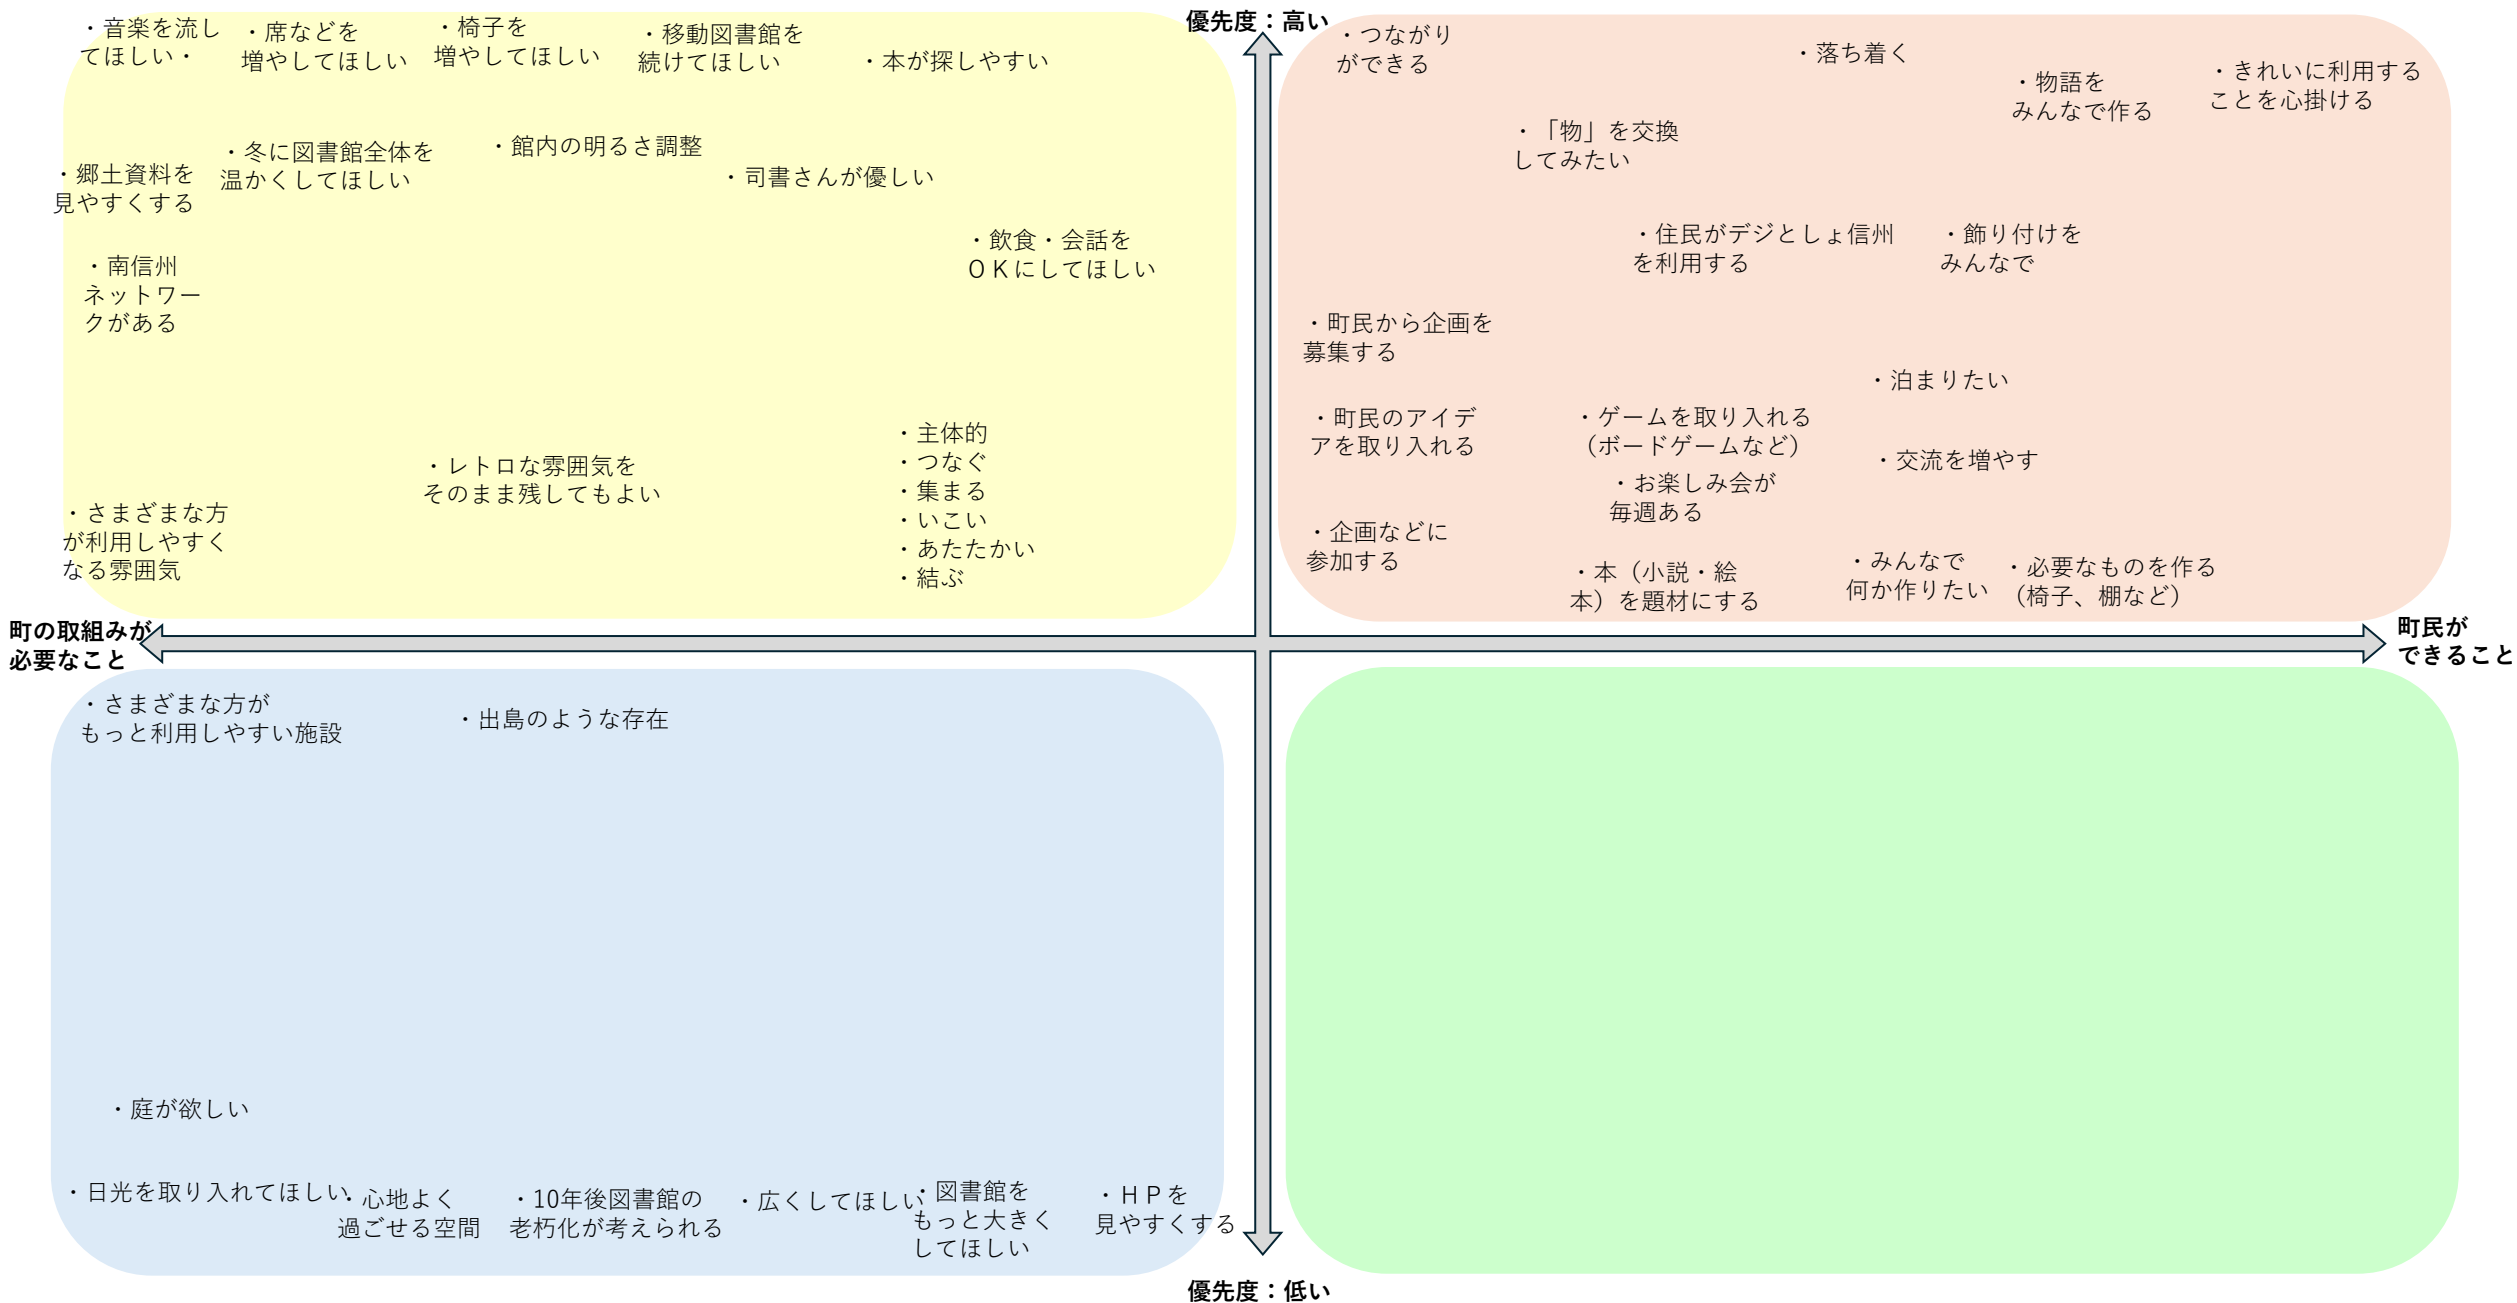 優先度：高い
・音楽を流し
てほしい・
・席などを
増やしてほしい
・椅子を
増やしてほしい
・移動図書館を
続けてほしい
・本が探しやすい
・郷土資料を
見やすくする
・冬に図書館全体を
温かくしてほしい
・館内の明るさ調整
・司書さんが優しい
・飲食・会話を
ＯＫにしてほしい
・南信州
ネットワー
クがある
・レトロな雰囲気を
そのまま残してもよい
・主体的
・つなぐ
・集まる
・いこい
・あたたかい
・結ぶ
・さまざまな方
が利用しやすく
なる雰囲気
・つながり
ができる
・落ち着く
・物語を
みんなで作る
・きれいに利用する
ことを心掛ける
・「物」を交換
してみたい
・住民がデジとしょ信州
を利用する
・飾り付けを
みんなで
・町民から企画を
募集する
・泊まりたい
・町民のアイデ
アを取り入れる
・ゲームを取り入れる
（ボードゲームなど）
・交流を増やす
・お楽しみ会が
毎週ある
・企画などに
参加する
・本（小説・絵
本）を題材にする
・みんなで
何か作りたい
・必要なものを作る
（椅子、棚など）
町の取組みが
必要なこと
町民が
できること
・さまざまな方が
もっと利用しやすい施設
・出島のような存在
・庭が欲しい
・日光を取り入れてほしい
・心地よく
過ごせる空間
・10年後図書館の
老朽化が考えられる
・広くしてほしい
・図書館を
もっと大きく
してほしい
・ＨＰを
見やすくする
優先度：低い